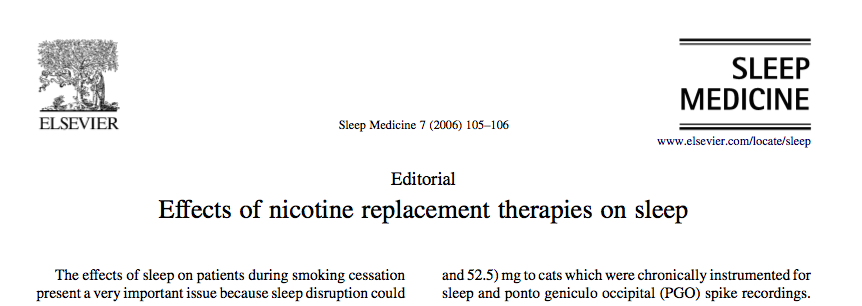 SLEEP
MEDICINE
ELSEVIER
Sleep Medicine 7 (2006) 105–106
www.elsevier.com/locate/sleep
Editorial
Effects of nicotine replacement therapies on sleep
The effects of sleep on patients during smoking cessation
present a very important issue because sleep disruption could
and 52.5) mg to cats which were chronically instrumented for
sleep and ponto geniculo occipital (PGO) spike recordings.